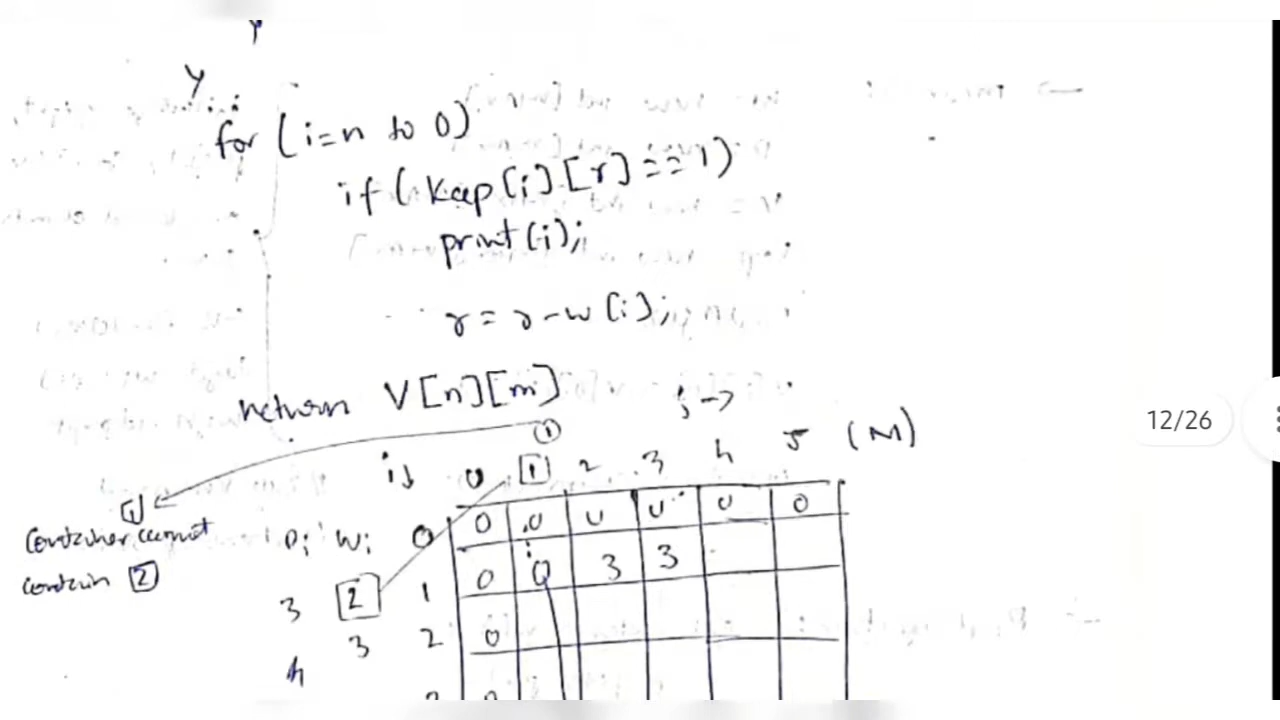 y
y
for (i=n to 0)
if ( Keep[i][r] == 1)
print(i);
r = r - w[i];
return V[n][m]
j →
①
i↓ 0 1 2 3 4 5 (M)
① Container cannot contain 2
Pi Wi 0 0 0 0 0 0 0
3 2 1 0 0 3 3
4 3 2 0
12/26